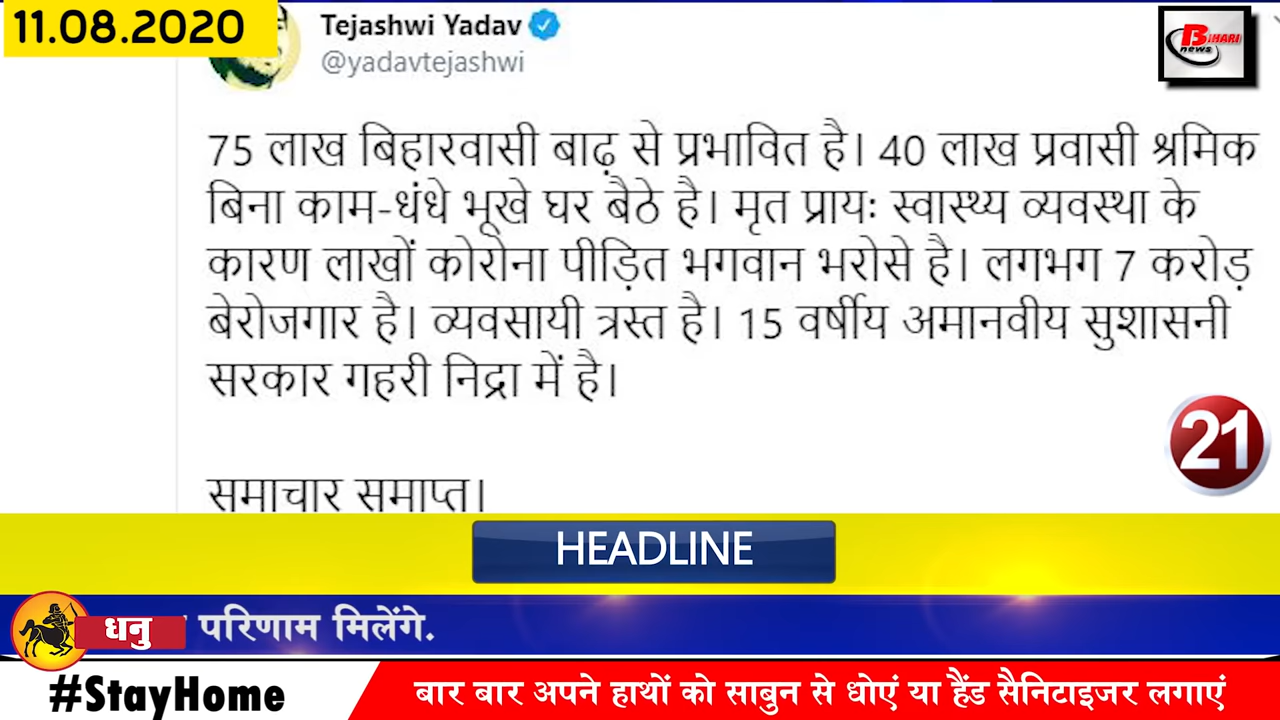 11.08.2020
Tejashwi Yadav
@yadavtejashwi
BIHARI
news
75 लाख बिहारवासी बाढ़ से प्रभावित है। 40 लाख प्रवासी श्रमिक
बिना काम-धंधे भूखे घर बैठे है। मृत प्रायः स्वास्थ्य व्यवस्था के
कारण लाखों कोरोना पीड़ित भगवान भरोसे है। लगभग 7 करोड़
बेरोजगार है। व्यवसायी त्रस्त है। 15 वर्षीय अमानवीय सुशासनी
सरकार गहरी निद्रा में है।
21
समाचार समाप्त।
HEADLINE
धनु
परिणाम मिलेंगे.
#StayHome
बार बार अपने हाथों को साबुन से धोएं या हैंड सैनिटाइजर लगाएं